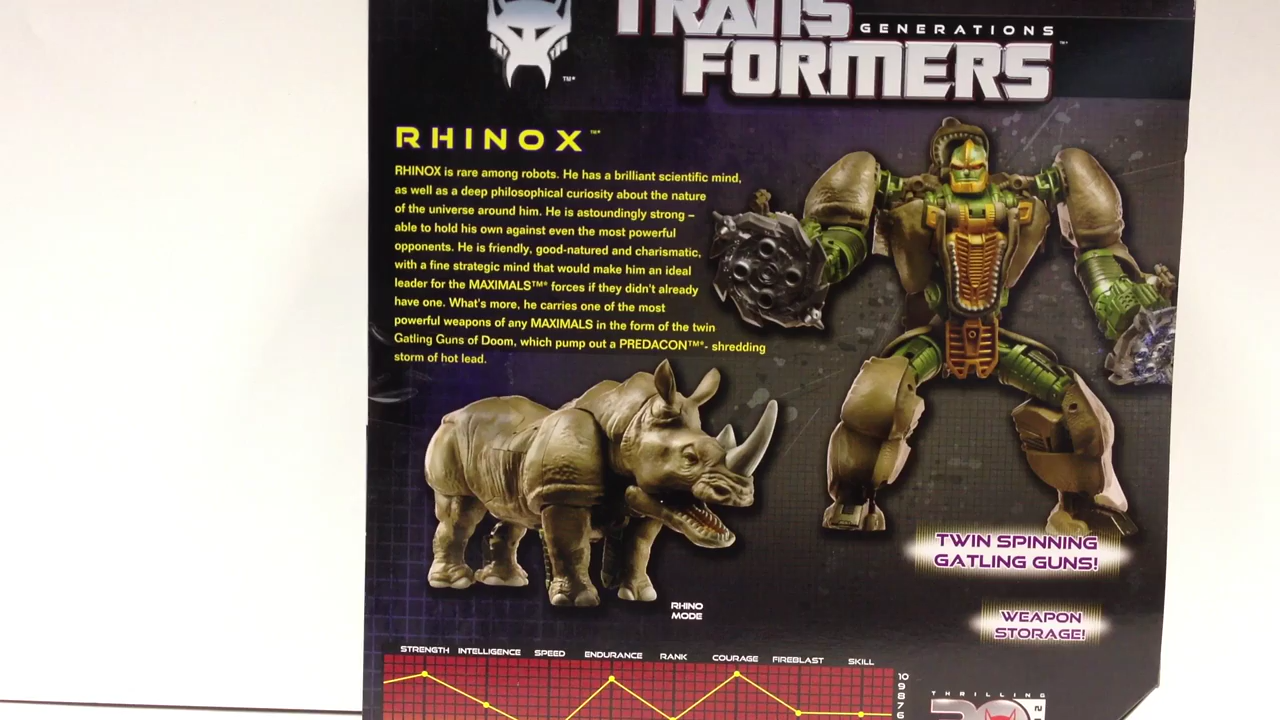 TRANSFORMERS
GENERATIONS
™
™*
RHINOX™*
RHINOX is rare among robots. He has a brilliant scientific mind,
as well as a deep philosophical curiosity about the nature
of the universe around him. He is astoundingly strong –
able to hold his own against even the most powerful
opponents. He is friendly, good-natured and charismatic,
with a fine strategic mind that would make him an ideal
leader for the MAXIMALS™* forces if they didn't already
have one. What's more, he carries one of the most
powerful weapons of any MAXIMALS in the form of the twin
Gatling Guns of Doom, which pump out a PREDACON™*- shredding
storm of hot lead.
TWIN SPINNING
GATLING GUNS!
RHINO
MODE
WEAPON
STORAGE!
STRENGTH INTELLIGENCE SPEED ENDURANCE RANK COURAGE FIREBLAST SKILL
10
9
8
7
6
THRILLING
30